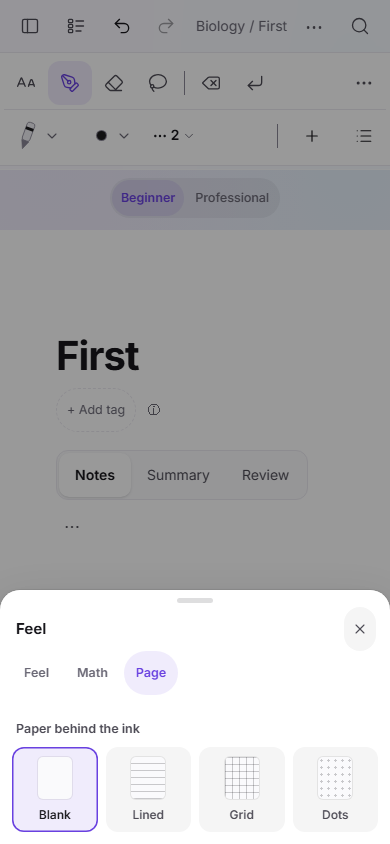 Biology / First
AA
2
Beginner Professional
First
+ Add tag
Notes Summary Review
Feel
Feel Math Page
Paper behind the ink
Blank Lined Grid Dots